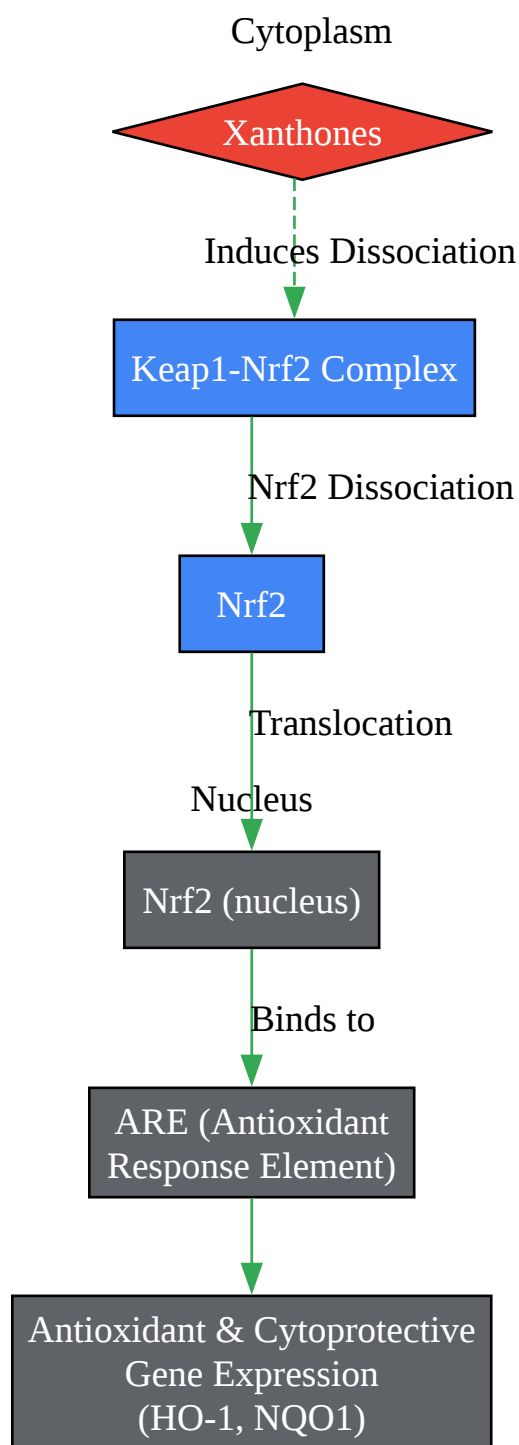 Cytoplasm
Xanthones
Induces Dissociation
Keap1-Nrf2 Complex
Nrf2 Dissociation
Nrf2
Translocation
Nucleus
Nrf2 (nucleus)
Binds to
ARE (Antioxidant
Response Element)
Antioxidant & Cytoprotective
Gene Expression
(HO-1, NQO1)